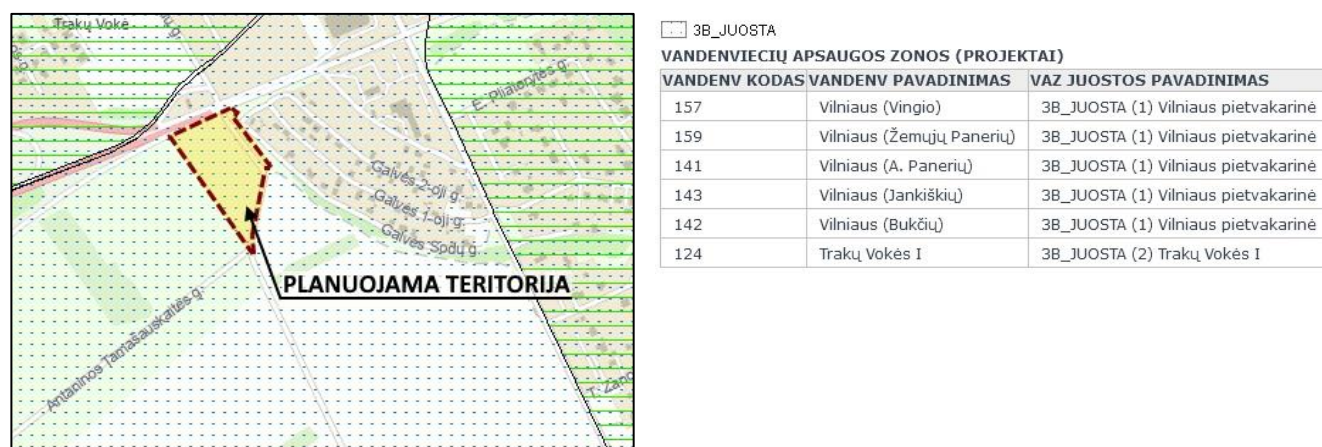 Trakų Vokė
E. Pliaterytės g.
Galvės 2-oji g.
Galvės 1-oji g.
Galvės Sodų g.
PLANUOJAMA TERITORIJA
Antaninos Tamašauskaitės g.
3B_JUOSTA
VANDENVIECIŲ APSAUGOS ZONOS (PROJEKTAI)
VANDENV KODAS VANDENV PAVADINIMAS VAZ JUOSTOS PAVADINIMAS
157 Vilniaus (Vingio) 3B_JUOSTA (1) Vilniaus pietvakarinė
159 Vilniaus (Žemųjų Panerių) 3B_JUOSTA (1) Vilniaus pietvakarinė
141 Vilniaus (A. Panerių) 3B_JUOSTA (1) Vilniaus pietvakarinė
143 Vilniaus (Jankiškių) 3B_JUOSTA (1) Vilniaus pietvakarinė
142 Vilniaus (Bukčių) 3B_JUOSTA (1) Vilniaus pietvakarinė
124 Trakų Vokės I 3B_JUOSTA (2) Trakų Vokės I